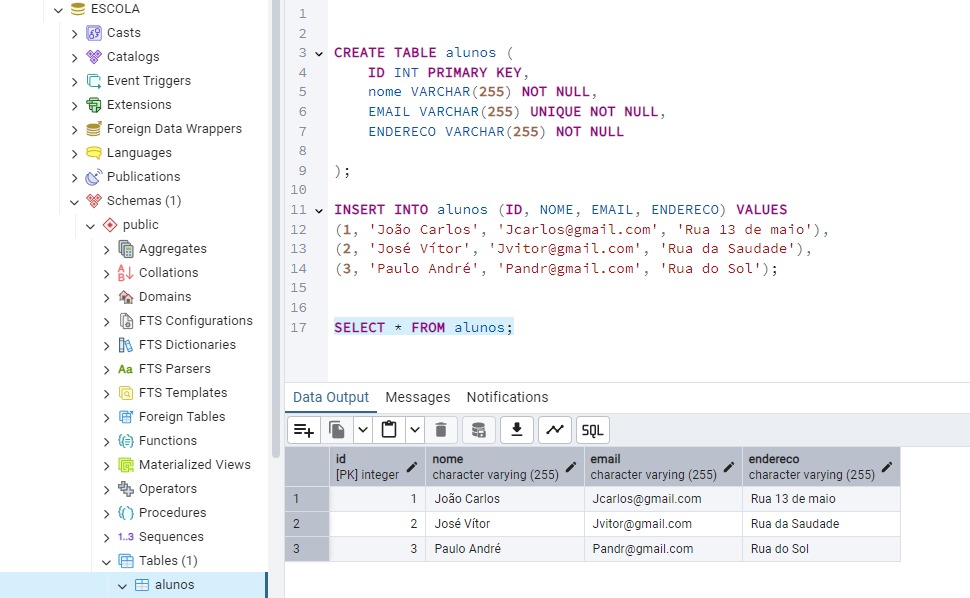 ESCOLA
Casts
Catalogs
Event Triggers
Extensions
Foreign Data Wrappers
Languages
Publications
Schemas (1)
public
Aggregates
Collations
Domains
FTS Configurations
FTS Dictionaries
Aa FTS Parsers
FTS Templates
Foreign Tables
Functions
Materialized Views
Operators
Procedures
1..3 Sequences
Tables (1)
alunos
1
2
3 CREATE TABLE alunos (
4 ID INT PRIMARY KEY,
5 nome VARCHAR(255) NOT NULL,
6 EMAIL VARCHAR(255) UNIQUE NOT NULL,
7 ENDERECO VARCHAR(255) NOT NULL
8
9 );
10
11 INSERT INTO alunos (ID, NOME, EMAIL, ENDERECO) VALUES
12 (1, 'João Carlos', 'Jcarlos@gmail.com', 'Rua 13 de maio'),
13 (2, 'José Vítor', 'Jvitor@gmail.com', 'Rua da Saudade'),
14 (3, 'Paulo André', 'Pandr@gmail.com', 'Rua do Sol');
15
16
17 SELECT * FROM alunos;
Data Output Messages Notifications
SQL
id nome email endereco
[PK] integer character varying (255) character varying (255) character varying (255)
1 1 João Carlos Jcarlos@gmail.com Rua 13 de maio
2 2 José Vítor Jvitor@gmail.com Rua da Saudade
3 3 Paulo André Pandr@gmail.com Rua do Sol